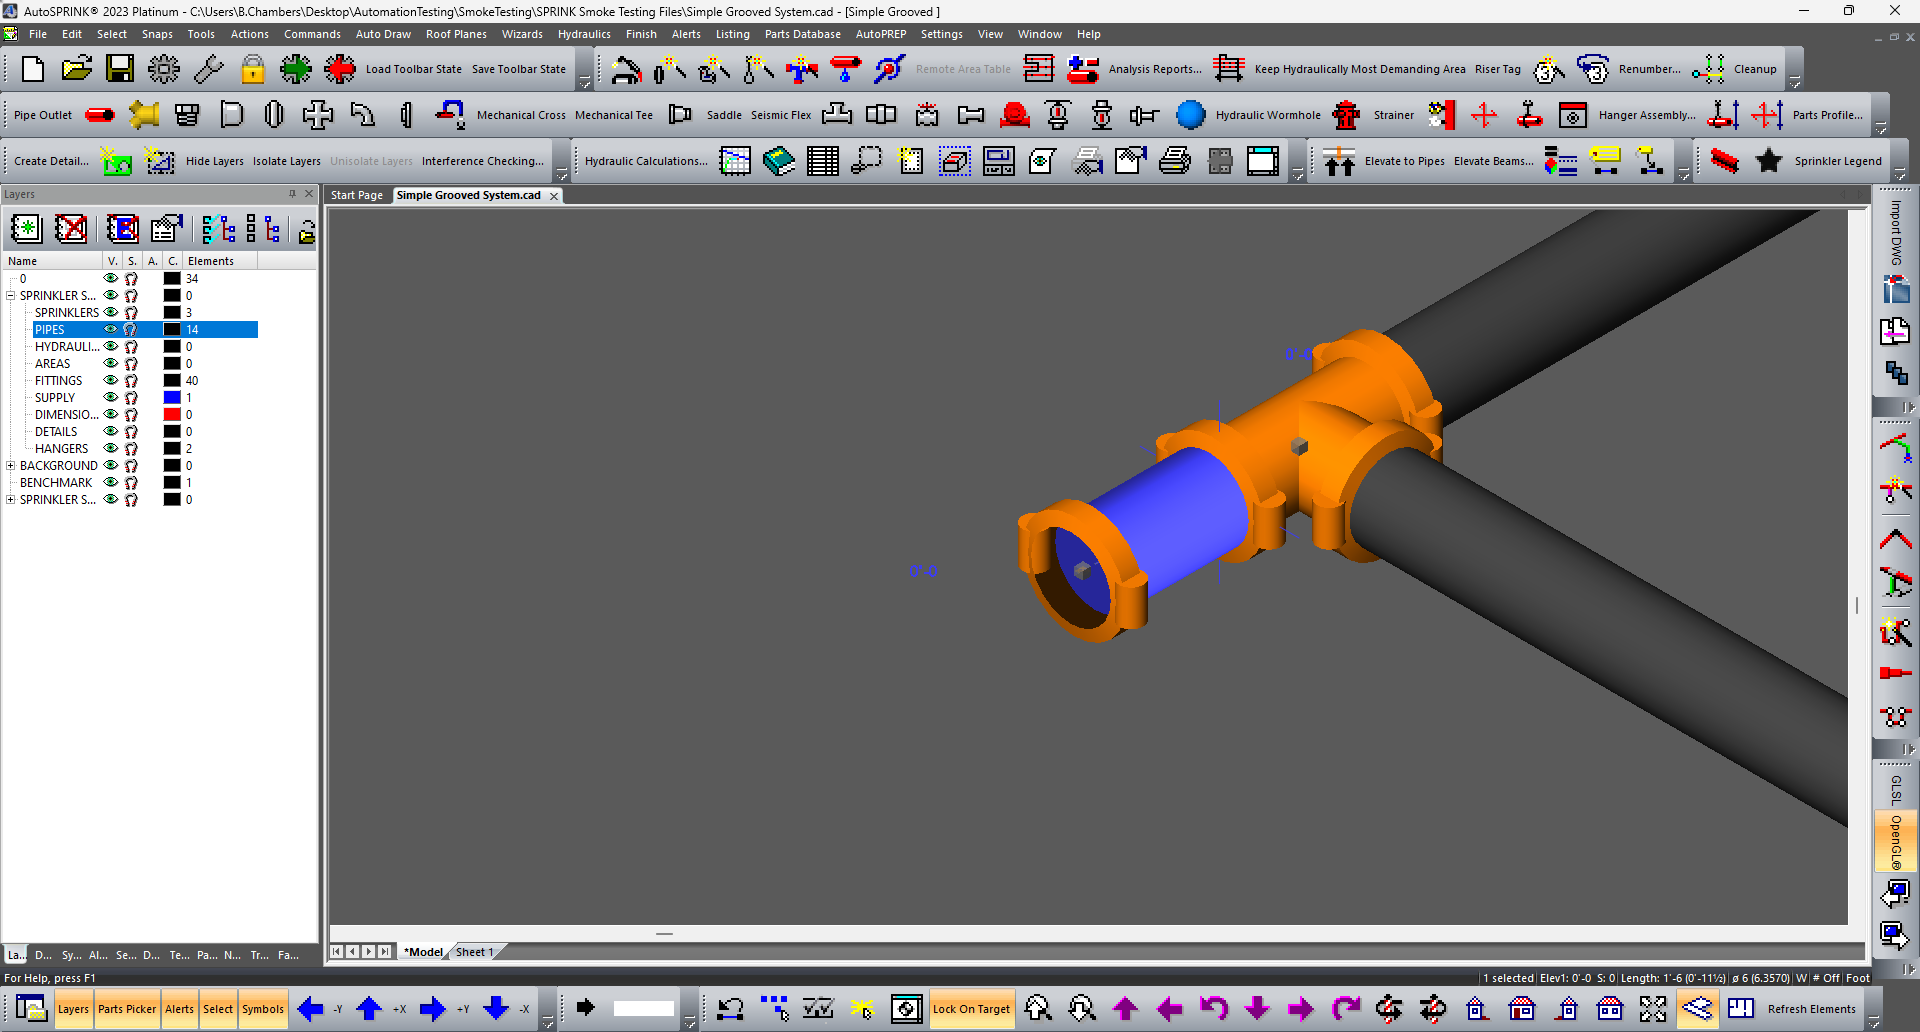 AutoSPRINK® 2023 Platinum - C:\Users\B.Chambers\Desktop\AutomationTesting\SmokeTesting\SPRINK Smoke Testing Files\Simple Grooved System.cad - [Simple Grooved ]
File Edit Select Snaps Tools Actions Commands Auto Draw Roof Planes Wizards Hydraulics Finish Alerts Listing Parts Database AutoPREP Settings View Window Help
Load Toolbar State Save Toolbar State Remote Area Table Analysis Reports... Keep Hydraulically Most Demanding Area Riser Tag Renumber... Cleanup
Pipe Outlet Mechanical Cross Mechanical Tee Saddle Seismic Flex Hydraulic Wormhole Strainer Hanger Assembly... Parts Profile...
Create Detail... Hide Layers Isolate Layers Unisolate Layers Interference Checking... Hydraulic Calculations... Elevate to Pipes Elevate Beams... Sprinkler Legend
Layers
Start Page Simple Grooved System.cad
Name V. S. A. C. Elements
0 34
SPRINKLER S... 0
SPRINKLERS 3
PIPES 14
HYDRAULI... 0
AREAS 0
FITTINGS 40
SUPPLY 1
DIMENSIO... 0
DETAILS 0
HANGERS 2
BACKGROUND 0
BENCHMARK 1
SPRINKLER S... 0
0'-0
0'-0
Import DWG
GLSL
OpenGL®
La... D... Sy... Al... Se... D... Te... Pa... N... Tr... Fa...
*Model Sheet 1
For Help, press F1
1 selected Elev1: 0'-0 S: 0 Length: 1'-6 (0'-11½) ø 6 (6.3570) W # Off Foot
Layers Parts Picker Alerts Select Symbols -Y +X +Y -X Lock On Target Refresh Elements